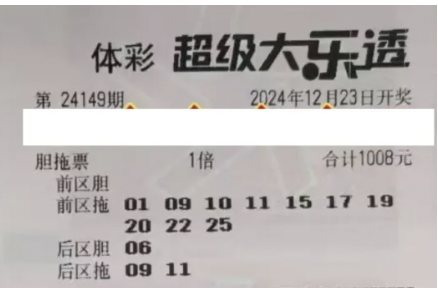 体彩 超级大乐透
第 24149期 2024年12月23日开奖
胆拖票 1倍 合计1008元
前区胆
前区拖 01 09 10 11 15 17 19
20 22 25
后区胆 06
后区拖 09 11